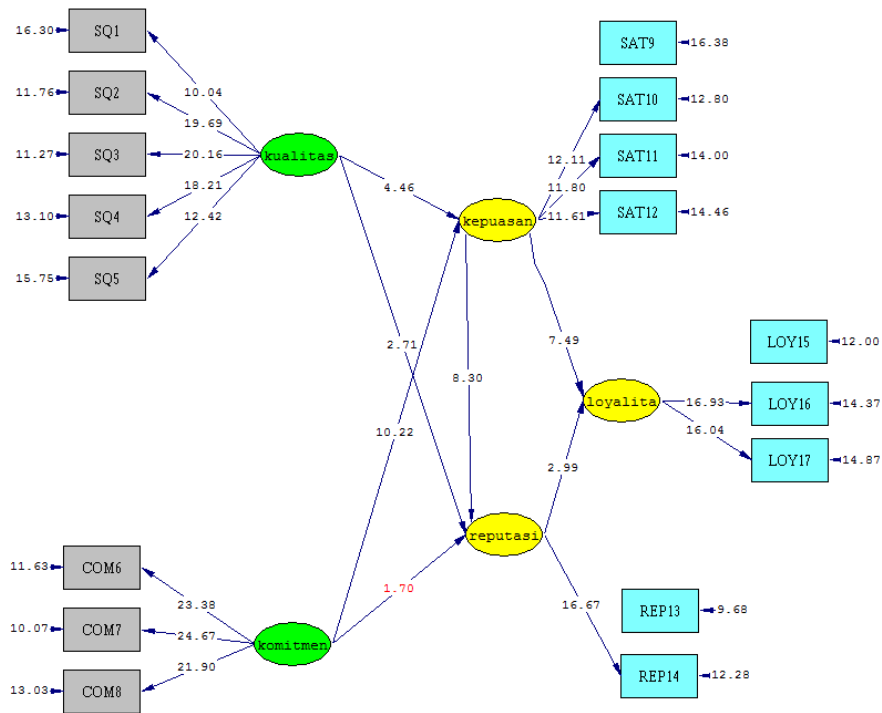 16.30
SQ1
10.04
11.76
SQ2
19.69
11.27
SQ3
20.16
13.10
SQ4
18.21
15.75
SQ5
12.42
kualitas
4.46
2.71
kepuasan
8.30
10.22
SAT9
16.38
12.11
SAT10
12.80
11.80
SAT11
14.00
11.61
SAT12
14.46
7.49
loyalita
2.99
LOY15
12.00
16.93
LOY16
14.37
16.04
LOY17
14.87
reputasi
1.70
16.67
REP13
9.68
REP14
12.28
11.63
COM6
23.38
10.07
COM7
24.67
13.03
COM8
21.90
komitmen